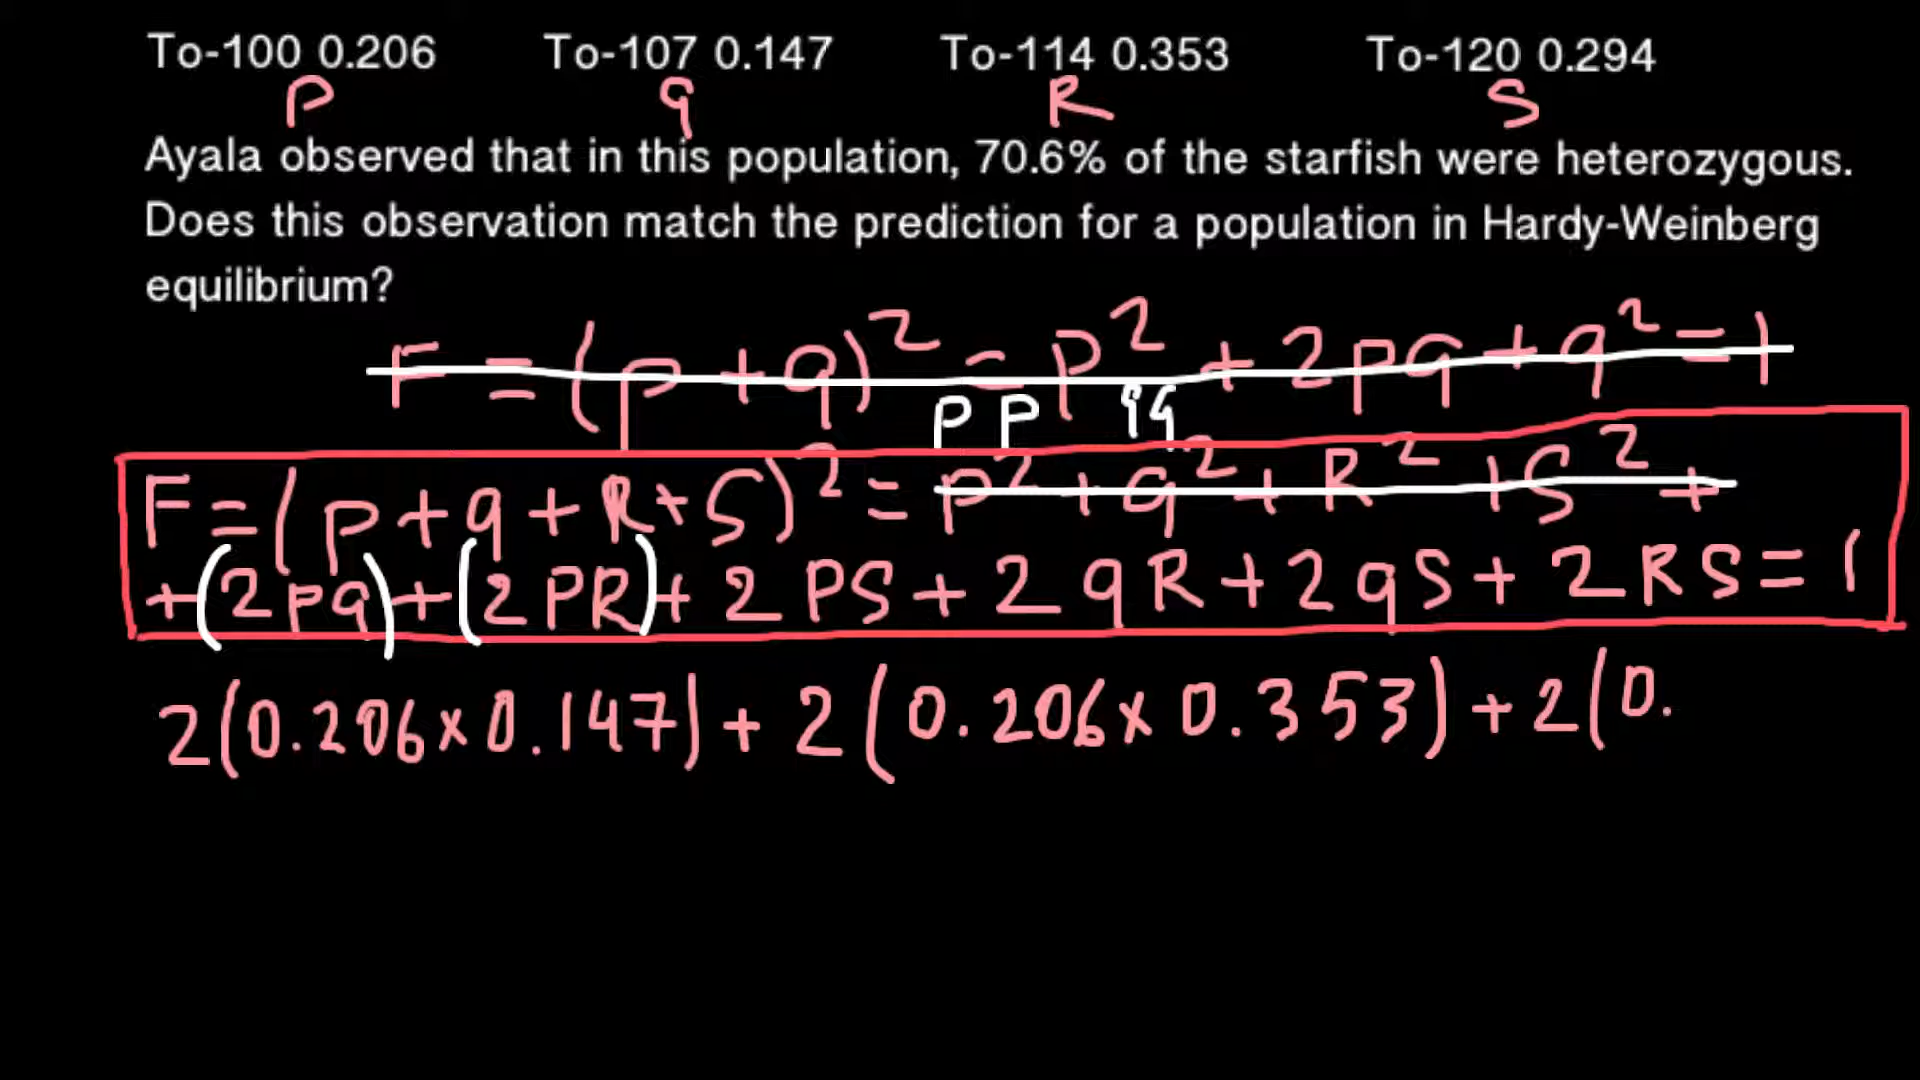 To-100 0.206 To-107 0.147 To-114 0.353 To-120 0.294
P q R S
Ayala observed that in this population, 70.6% of the starfish were heterozygous.
Does this observation match the prediction for a population in Hardy-Weinberg
equilibrium?
F = (p + q)² = p² + 2pq + q² = 1
P P q q
F = (p + q + R + S)² = p² + q² + R² + S² +
+ (2pq) + (2PR) + 2PS + 2qR + 2qS + 2RS = 1
2(0.206 x 0.147) + 2(0.206 x 0.353) + 2(0.